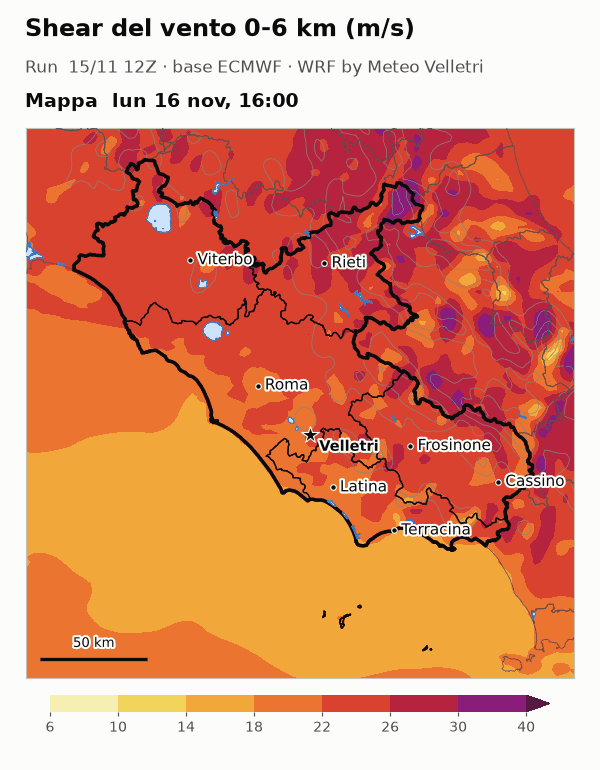 Shear del vento 0-6 km (m/s)
Run  15/11 12Z · base ECMWF · WRF by Meteo Velletri
Mappa  lun 16 nov, 16:00
Viterbo
Rieti
Roma
Velletri
Frosinone
Cassino
Latina
Terracina
50 km
6 10 14 18 22 26 30 40